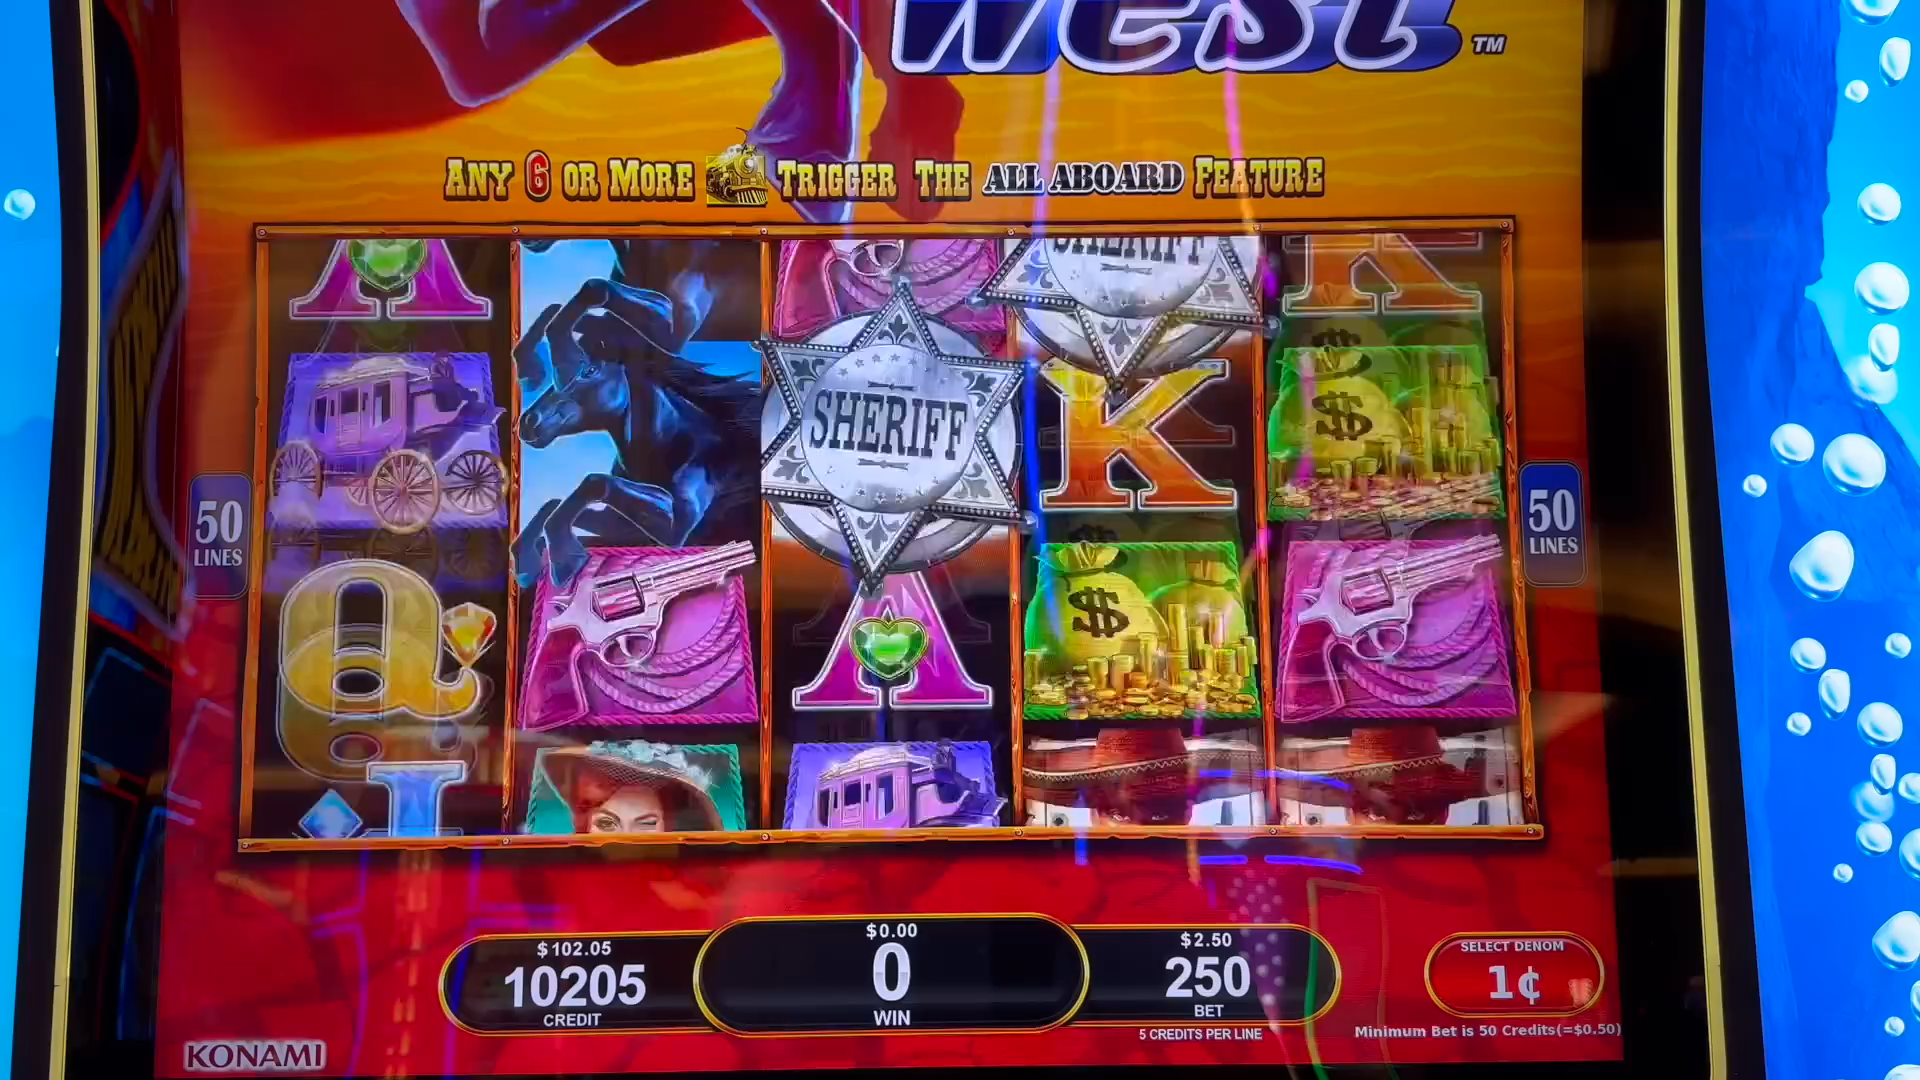 West™
ANY 6 OR MORE TRIGGER THE ALL ABOARD FEATURE
SHERIFF
SHERIFF
K
A
$
K
$
50
LINES
50
LINES
Q
A
$
J
$102.05
10205
CREDIT
$0.00
0
WIN
$2.50
250
BET
5 CREDITS PER LINE
SELECT DENOM
1¢
Minimum Bet is 50 Credits(=$0.50)
KONAMI